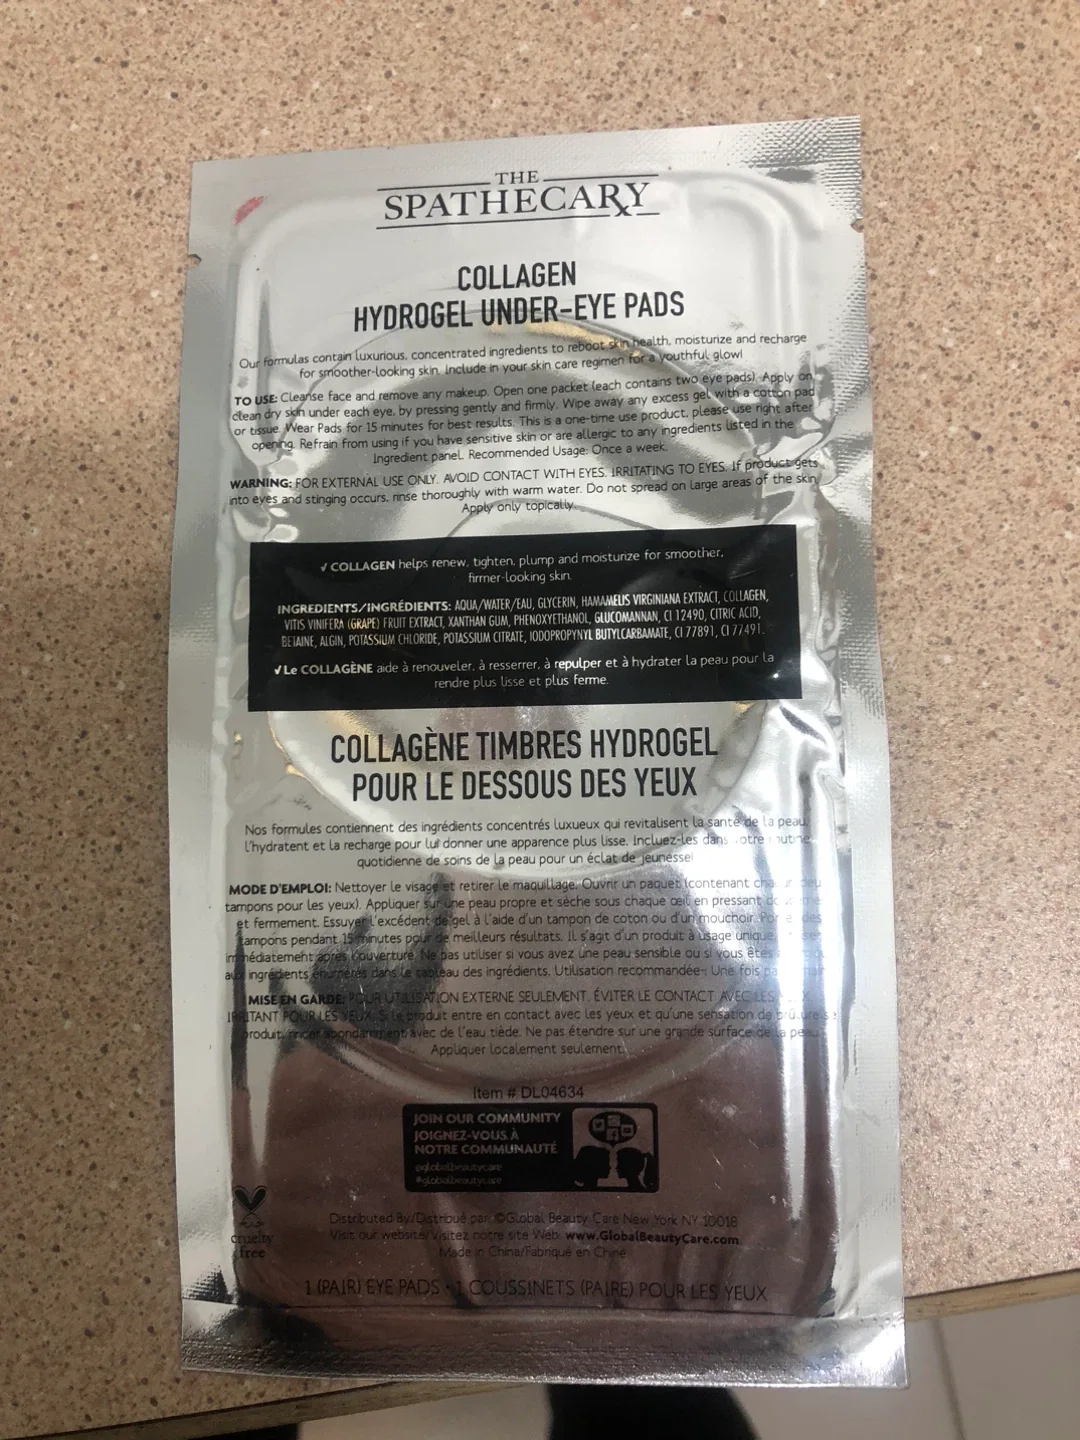 THE
SPATHECARY
COLLAGEN
HYDROGEL UNDER-EYE PADS
Our formulas contain luxurious, concentrated ingredients to reboot skin health, moisturize and recharge
for smoother-looking skin. Include in your skin care regimen for a youthful glow!
TO USE: Cleanse face and remove any makeup. Open one packet (each contains two eye pads). Apply on
clean dry skin under each eye, by pressing gently and firmly. Wipe away any excess gel with a cotton pad
or tissue. Wear Pads for 15 minutes for best results. This is a one-time use product, please use right after
opening. Refrain from using if you have sensitive skin or are allergic to any ingredients listed in the
Ingredient panel. Recommended Usage: Once a week.
WARNING: FOR EXTERNAL USE ONLY. AVOID CONTACT WITH EYES. IRRITATING TO EYES. If product gets
into eyes and stinging occurs, rinse thoroughly with warm water. Do not spread on large areas of the skin.
Apply only topically.
✓ COLLAGEN helps renew, tighten, plump and moisturize for smoother,
firmer-looking skin.
INGREDIENTS/INGRÉDIENTS: AQUA/WATER/EAU, GLYCERIN, HAMAMELIS VIRGINIANA EXTRACT, COLLAGEN,
VITIS VINIFERA (GRAPE) FRUIT EXTRACT, XANTHAN GUM, PHENOXYETHANOL, GLUCOMANNAN, CI 12490, CITRIC ACID,
BETAINE, ALGIN, POTASSIUM CHLORIDE, POTASSIUM CITRATE, IODOPROPYNYL BUTYLCARBAMATE, CI 77891, CI 77491.
✓ Le COLLAGÈNE aide à renouveler, à resserrer, à repulper et à hydrater la peau pour la
rendre plus lisse et plus ferme.
COLLAGÈNE TIMBRES HYDROGEL
POUR LE DESSOUS DES YEUX
Nos formules contiennent des ingrédients concentrés luxueux qui revitalisent la santé de la peau,
l'hydratent et la recharge pour lui donner une apparence plus lisse. Incluez-les dans routine
quotidienne de soins de la peau pour un éclat de jeunesse!
MODE D'EMPLOI: Nettoyer le visage et retirer le maquillage. Ouvrir un paquet (contenant
tampons pour les yeux). Appliquer sur une peau propre et sèche sous chaque œil en pressant
et fermement. Essuyer l'excédent de gel à l'aide d'un tampon de coton ou d'un mouchoir. des
tampons pendant 15 minutes pour de meilleurs résultats. Il s'agit d'un produit à usage unique,
immédiatement après l'ouverture. Ne pas utiliser si vous avez une peau sensible ou si vous êtes
aux ingrédients énumérés dans le tableau des ingrédients. Utilisation recommandée: Une fois
MISE EN GARDE: POUR UTILISATION EXTERNE SEULEMENT. ÉVITER LE CONTACT AVEC LES YEUX.
IRRITANT POUR LES YEUX. Si le produit entre en contact avec les yeux et qu'une sensation de brûlure se
produit, rincer abondamment avec de l'eau tiède. Ne pas étendre sur une grande surface de la peau.
Appliquer localement seulement.
Item # DL04634
JOIN OUR COMMUNITY
JOIGNEZ-VOUS À
NOTRE COMMUNAUTÉ
@globalbeautycare
#globalbeautycare
cruelty
free
Distributed By/Distribué par: ©Global Beauty Care New York NY 10018
Visit our website/Visitez notre site Web: www.GlobalBeautyCare.com
Made in China/Fabriqué en Chine
1 (PAIR) EYE PADS • 1 COUSSINETS (PAIRE) POUR LES YEUX